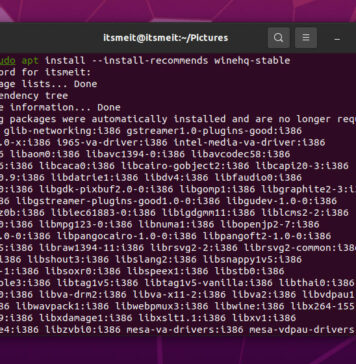 itsmeit@itsmeit:~/Pictures
udo apt install --install-recommends winehq-stable
ord for itsmeit:
age lists... Done
endency tree
e information... Done
g packages were automatically installed and are no longer requ
glib-networking:i386 gstreamer1.0-plugins-good:i386
.0-x:i386 i965-va-driver:i386 intel-media-va-driver:i386
6 libaom0:i386 libavc1394-0:i386 libavcodec58:i386
:i386 libcaca0:i386 libcairo-gobject2:i386 libcapi20-3:i386
0.9:i386 libdatrie1:i386 libdv4:i386 libfaudio0:i386
0:i386 libgdk-pixbuf2.0-0:i386 libgomp1:i386 libgraphite2-3:i
86 libgstreamer-plugins-good1.0-0:i386 libgudev-1.0-0:i386
z0b:i386 libiec61883-0:i386 libigdgmm11:i386 liblcms2-2:i386
0:i386 libmpg123-0:i386 libnuma1:i386 libopenjp2-7:i386
.0-0:i386 libpangocairo-1.0-0:i386 libpangoft2-1.0-0:i386
5:i386 libraw1394-11:i386 librsvg2-2:i386 librsvg2-common:i386
i386 libshout3:i386 libslang2:i386 libsnappy1v5:i386
-1:i386 libsoxr0:i386 libspeex1:i386 libstb0:i386
ole3:i386 libtag1v5:i386 libtag1v5-vanilla:i386 libthai0:i386
0:i386 libva-drm2:i386 libva-x11-2:i386 libva2:i386 libvdpau1
86 libwavpack1:i386 libwebpmux3:i386 libwine:i386 libx264-155
9:i386 libxdamage1:i386 libxslt1.1:i386 libxv1:i386
e4:i386 libzvbi0:i386 mesa-va-drivers:i386 mesa-vdpau-drivers